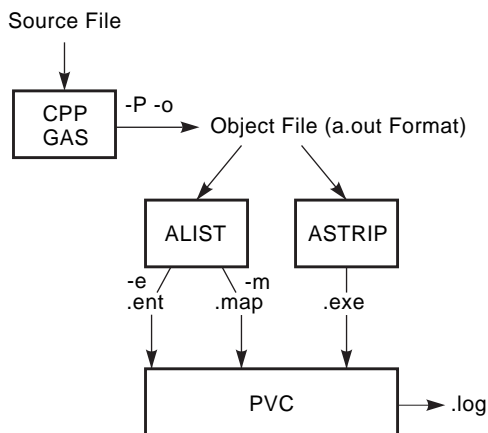 Source File
CPP
GAS
-P -o
Object File (a.out Format)
ALIST
ASTRIP
-e
-m
.ent
.map
.exe
PVC
.log